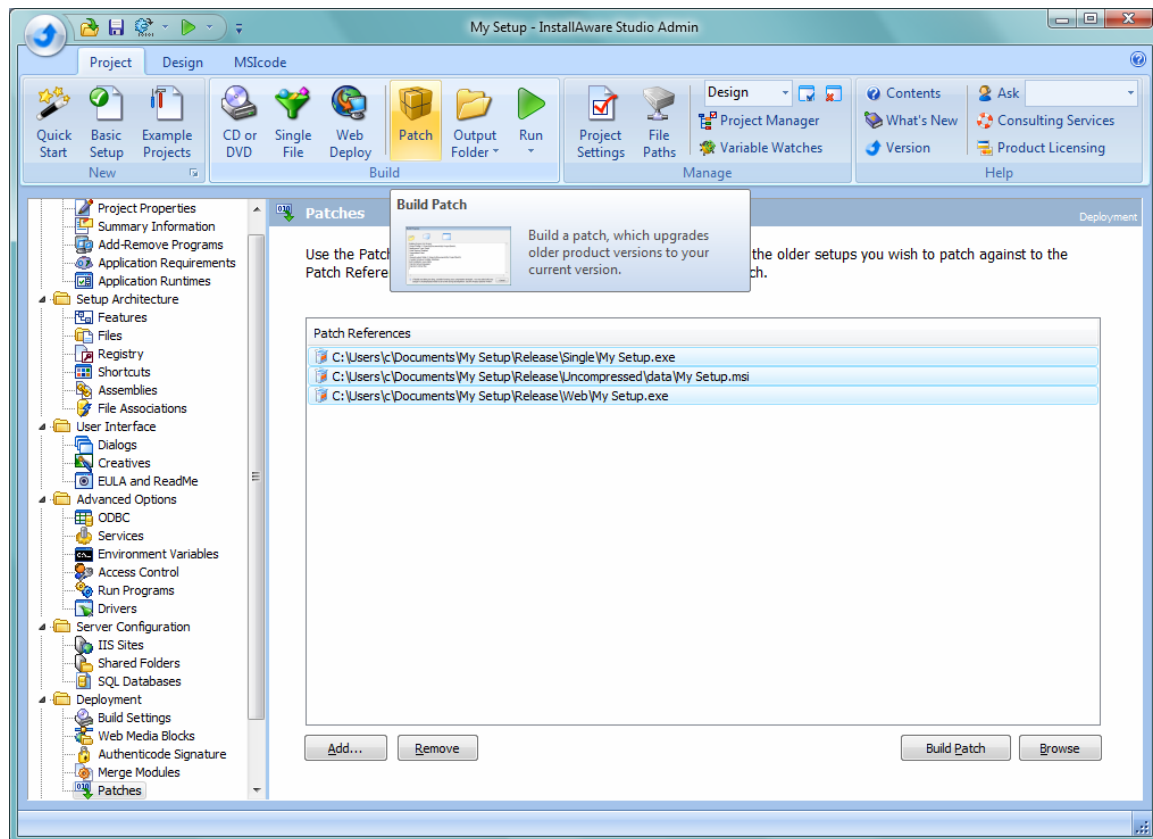 My Setup - InstallAware Studio Admin
Project Design MSIcode
Quick Start
Basic Setup
Example Projects
New
CD or DVD
Single File
Web Deploy
Patch
Output Folder
Run
Build
Project Settings
File Paths
Design
Project Manager
Variable Watches
Manage
Contents
What's New
Version
Ask
Consulting Services
Product Licensing
Help
Project Properties
Summary Information
Add-Remove Programs
Application Requirements
Application Runtimes
Setup Architecture
Features
Files
Registry
Shortcuts
Assemblies
File Associations
User Interface
Dialogs
Creatives
EULA and ReadMe
Advanced Options
ODBC
Services
Environment Variables
Access Control
Run Programs
Drivers
Server Configuration
IIS Sites
Shared Folders
SQL Databases
Deployment
Build Settings
Web Media Blocks
Authenticode Signature
Merge Modules
Patches
Patches
Deployment
Build Patch
Build a patch, which upgrades
older product versions to your
current version.
Use the Patc the older setups you wish to patch against to the
Patch Refere ch.
Patch References
C:\Users\c\Documents\My Setup\Release\Single\My Setup.exe
C:\Users\c\Documents\My Setup\Release\Uncompressed\data\My Setup.msi
C:\Users\c\Documents\My Setup\Release\Web\My Setup.exe
Add... Remove Build Patch Browse